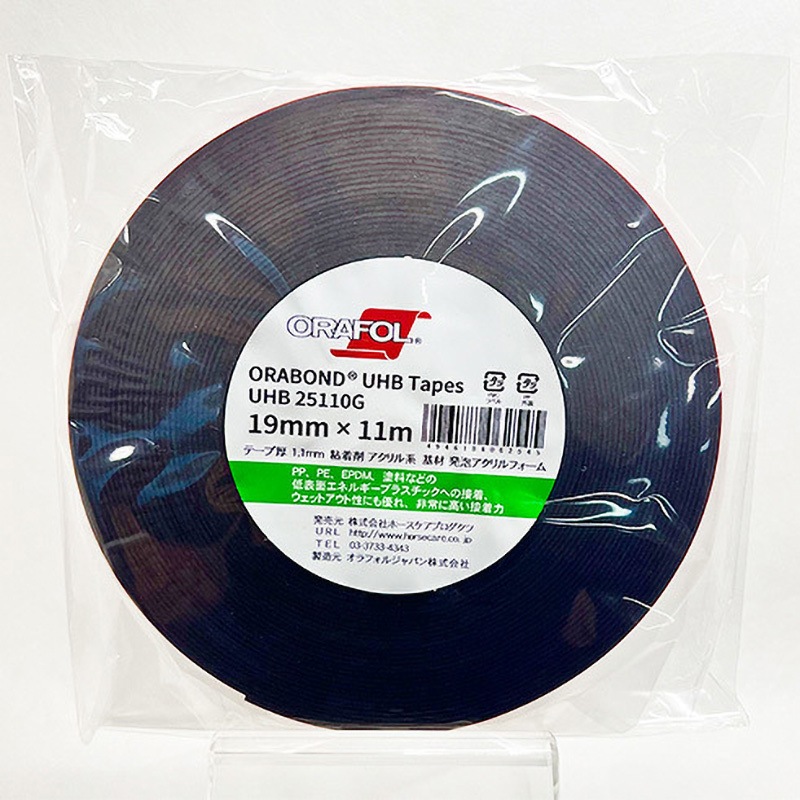 ORAFOL®
ORABOND® UHB Tapes
UHB 25110G
19mm × 11m
テープ厚 1.1mm 粘着剤 アクリル系 基材 発泡アクリルフォーム
PP、PE、EPDM、塗料などの
低表面エネルギープラスチックへの接着、
ウェットアウト性にも優れ、非常に高い接着力
発売元 株式会社ホースケアプロダクツ
URL http://www.horsecare.co.jp
TEL 03-3733-4343
製造元 オラフォルジャパン株式会社